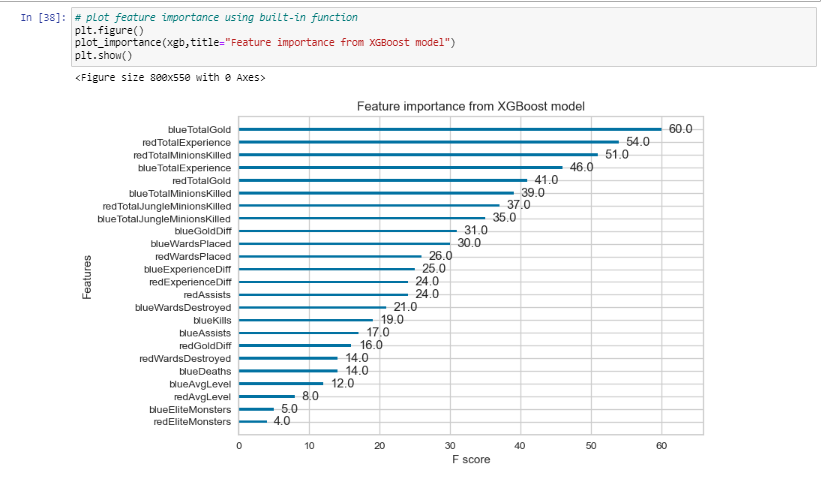 In [38]: # plot feature importance using built-in function
plt.figure()
plot_importance(xgb,title="Feature importance from XGBoost model")
plt.show()
<Figure size 800x550 with 0 Axes>
Feature importance from XGBoost model
blueTotalGold 60.0
redTotalExperience 54.0
redTotalMinionsKilled 51.0
blueTotalExperience 46.0
redTotalGold 41.0
blueTotalMinionsKilled 39.0
redTotalJungleMinionsKilled 37.0
blueTotalJungleMinionsKilled 35.0
blueGoldDiff 31.0
blueWardsPlaced 30.0
redWardsPlaced 26.0
blueExperienceDiff 25.0
redExperienceDiff 24.0
redAssists 24.0
blueWardsDestroyed 21.0
blueKills 19.0
blueAssists 17.0
redGoldDiff 16.0
redWardsDestroyed 14.0
blueDeaths 14.0
blueAvgLevel 12.0
redAvgLevel 8.0
blueEliteMonsters 5.0
redEliteMonsters 4.0
Features
0 10 20 30 40 50 60
F score